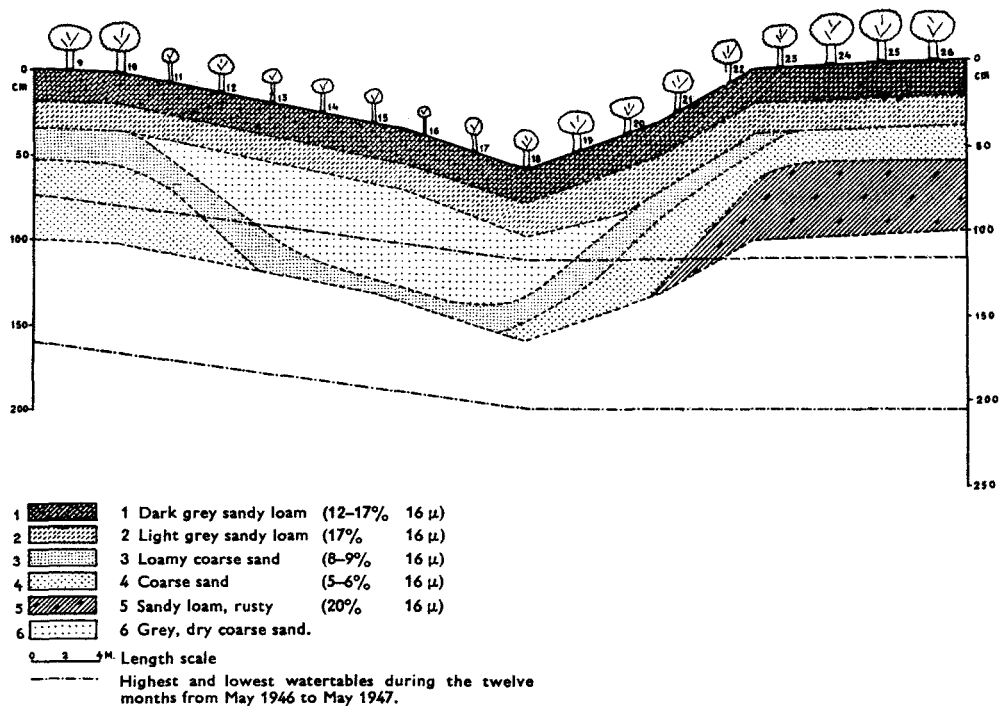 9 10 11 12 13 14 15 16 17 18 19 20 21 22 23 24 25 26
0 0
cm cm
50 50
100 100
150 150
200 200
250
1 1 Dark grey sandy loam (12–17% 16 μ)
2 2 Light grey sandy loam (17% 16 μ)
3 3 Loamy coarse sand (8–9% 16 μ)
4 4 Coarse sand (5–6% 16 μ)
5 5 Sandy loam, rusty (20% 16 μ)
6 6 Grey, dry coarse sand.
0 2 4 M. Length scale
Highest and lowest watertables during the twelve
months from May 1946 to May 1947.